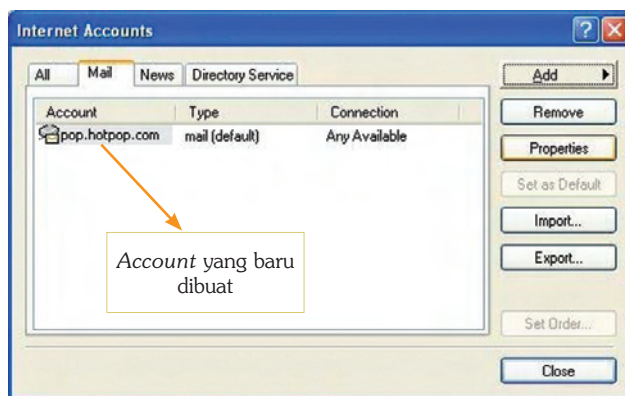 Internet Accounts
All Mail News Directory Service
Add
Account Type Connection
Remove
pop.hotpop.com mail (default) Any Available
Properties
Set as Default
Import...
Export...
Account yang baru
dibuat
Set Order...
Close